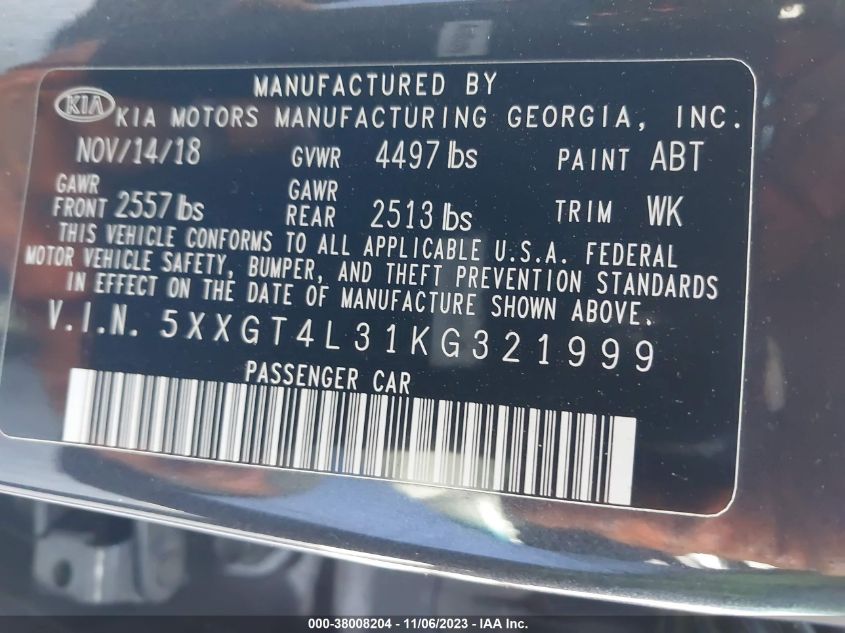 MANUFACTURED BY
KIA KIA MOTORS MANUFACTURING GEORGIA, INC.
NOV/14/18 GVWR 4497 lbs PAINT ABT
GAWR FRONT 2557 lbs GAWR REAR 2513 lbs TRIM WK
THIS VEHICLE CONFORMS TO ALL APPLICABLE U.S.A. FEDERAL
MOTOR VEHICLE SAFETY, BUMPER, AND THEFT PREVENTION STANDARDS
IN EFFECT ON THE DATE OF MANUFACTURE SHOWN ABOVE.
V.I.N. 5XXGT4L31KG321999
PASSENGER CAR
000-38008204 - 11/06/2023 - IAA Inc.